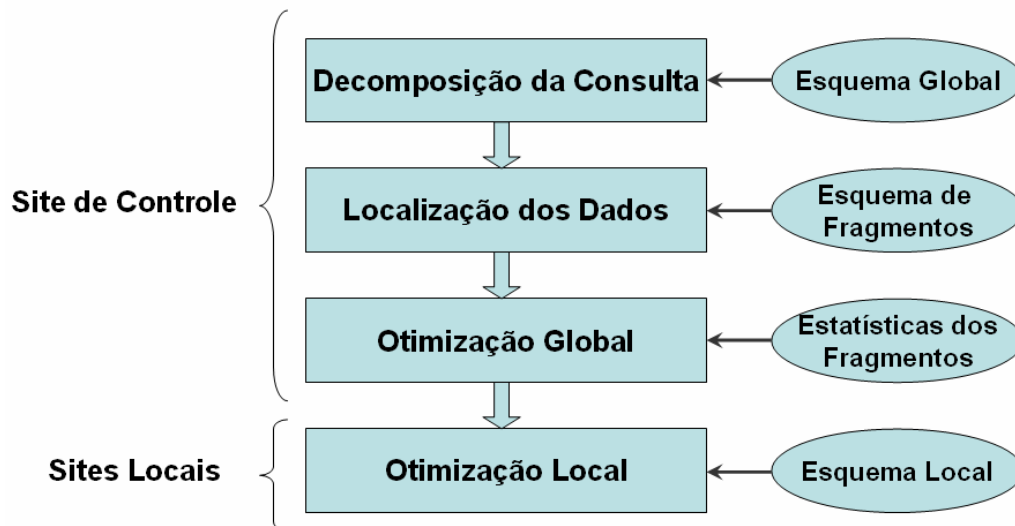 Decomposição da Consulta
Esquema Global
Site de Controle
Localização dos Dados
Esquema de
Fragmentos
Otimização Global
Estatísticas dos
Fragmentos
Sites Locais
Otimização Local
Esquema Local